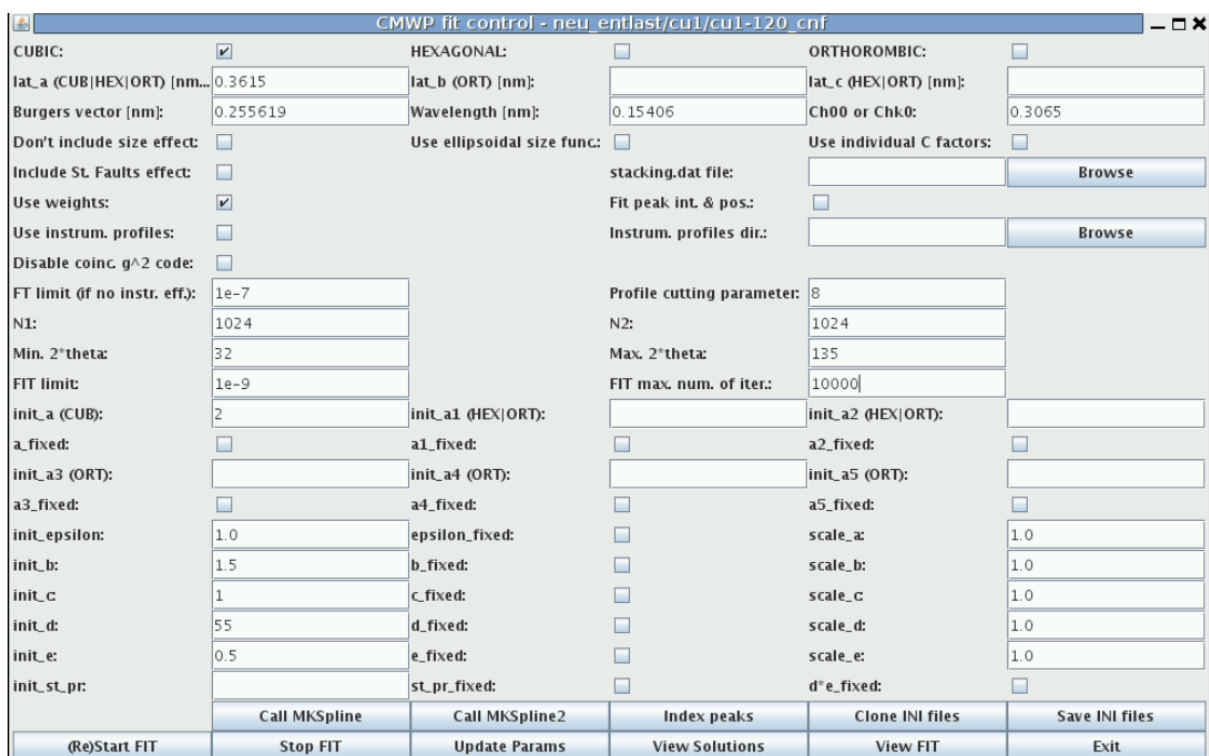 CMWP fit control - neu_entlast/cu1/cu1-120_cnf
CUBIC: HEXAGONAL: ORTHOROMBIC:
lat_a (CUB|HEX|ORT) [nm... 0.3615 lat_b (ORT) [nm]: lat_c (HEX|ORT) [nm]:
Burgers vector [nm]: 0.255619 Wavelength [nm]: 0.15406 Ch00 or Chk0: 0.3065
Don't include size effect: Use ellipsoidal size func.: Use individual C factors:
Include St. Faults effect: stacking.dat file: Browse
Use weights: Fit peak int. & pos.:
Use instrum. profiles: Instrum. profiles dir.: Browse
Disable coinc. g^2 code:
FT limit (if no instr. eff.): 1e-7 Profile cutting parameter: 8
N1: 1024 N2: 1024
Min. 2*theta: 32 Max. 2*theta: 135
FIT limit: 1e-9 FIT max. num. of iter.: 10000
init_a (CUB): 2 init_a1 (HEX|ORT): init_a2 (HEX|ORT):
a_fixed: a1_fixed: a2_fixed:
init_a3 (ORT): init_a4 (ORT): init_a5 (ORT):
a3_fixed: a4_fixed: a5_fixed:
init_epsilon: 1.0 epsilon_fixed: scale_a: 1.0
init_b: 1.5 b_fixed: scale_b: 1.0
init_c: 1 c_fixed: scale_c: 1.0
init_d: 55 d_fixed: scale_d: 1.0
init_e: 0.5 e_fixed: scale_e: 1.0
init_st_pr: st_pr_fixed: d*e_fixed:
Call MKSpline Call MKSpline2 Index peaks Clone INI files Save INI files
(Re)Start FIT Stop FIT Update Params View Solutions View FIT Exit